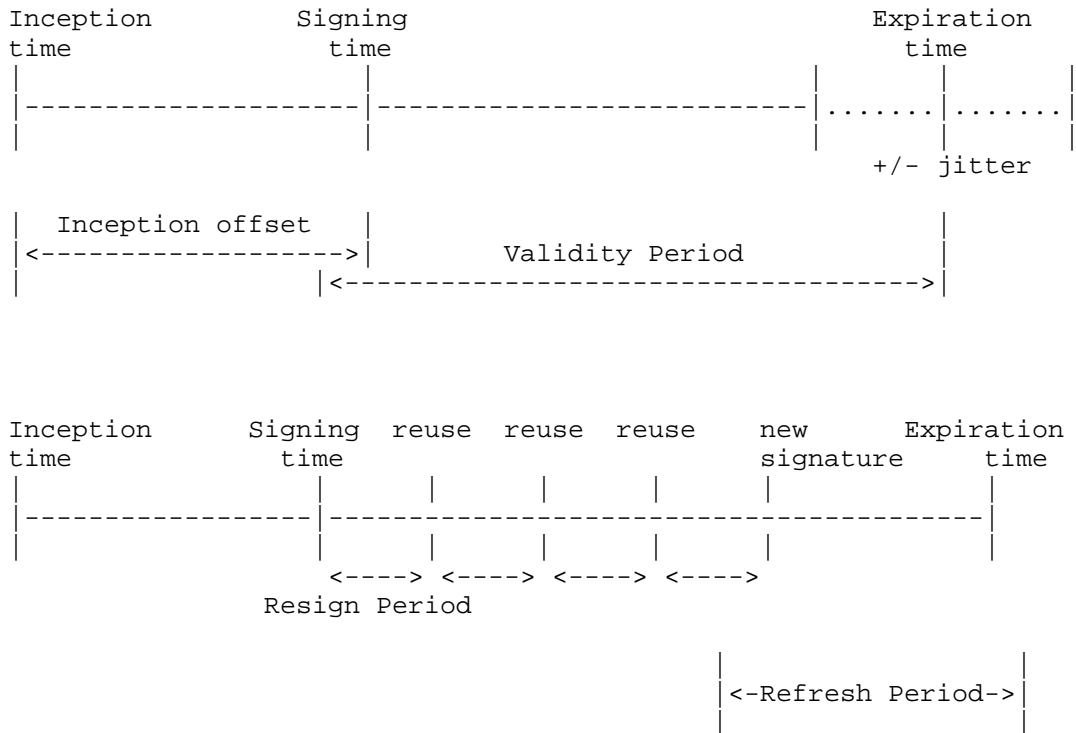 Inception Signing Expiration
time time time
+/- jitter
Inception offset
Validity Period
Inception Signing reuse reuse reuse new Expiration
time time signature time
Resign Period
<-Refresh Period->